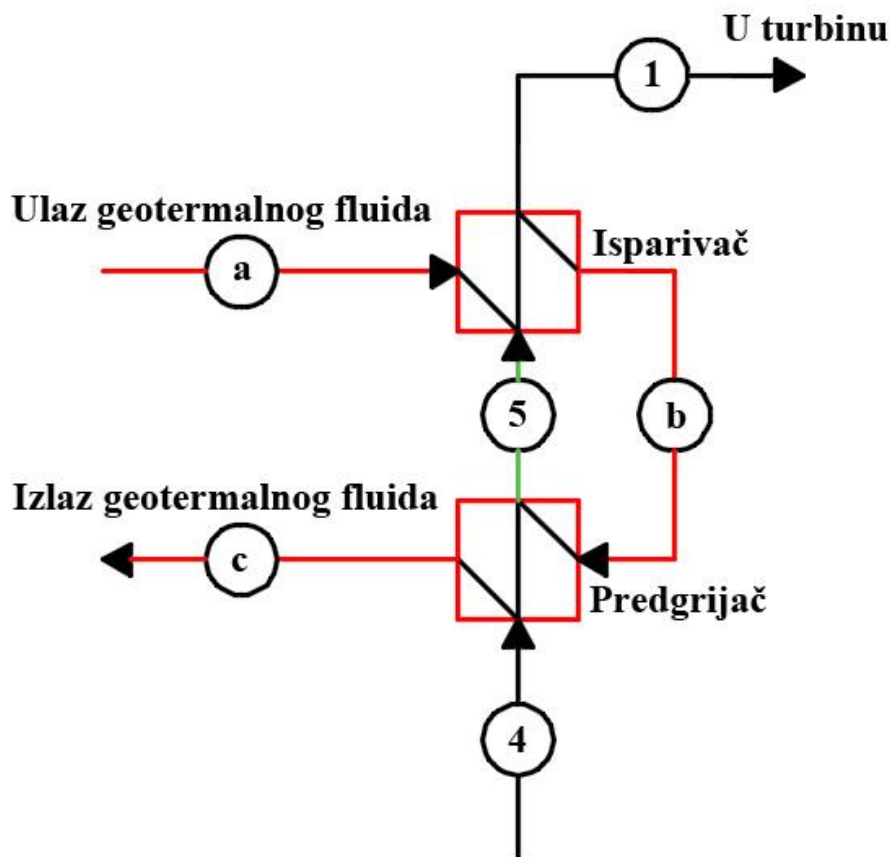 U turbinu
1
Ulaz geotermalnog fluida
Isparivač
a
5
b
Izlaz geotermalnog fluida
c
Predgrijač
4